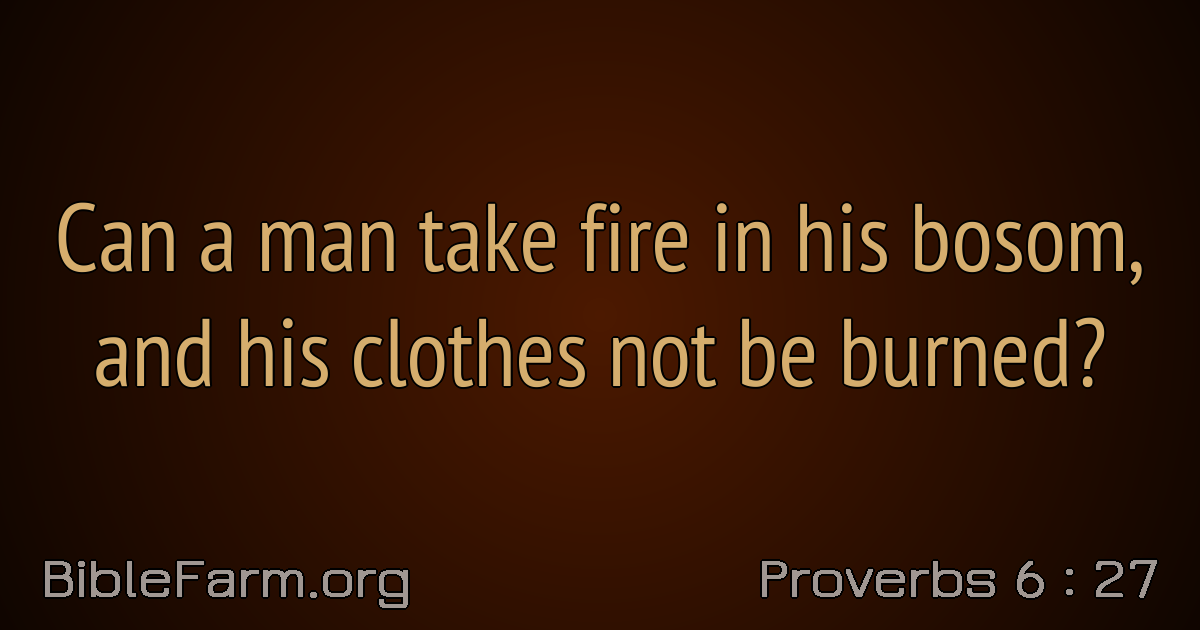 Can a man take fire in his bosom,
and his clothes not be burned?
BibleFarm.org
Proverbs 6 : 27